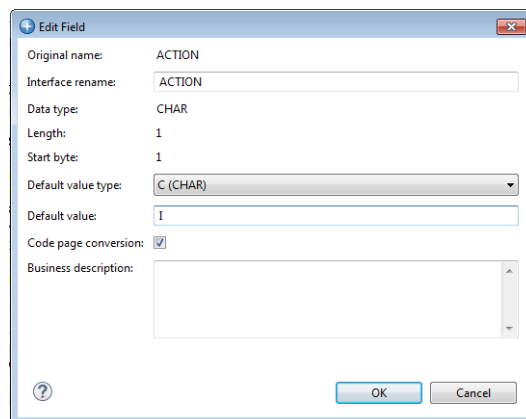 Edit Field
Original name: ACTION
Interface rename: ACTION
Data type: CHAR
Length: 1
Start byte: 1
Default value type: C (CHAR)
Default value: I
Code page conversion:
Business description:
?
OK Cancel